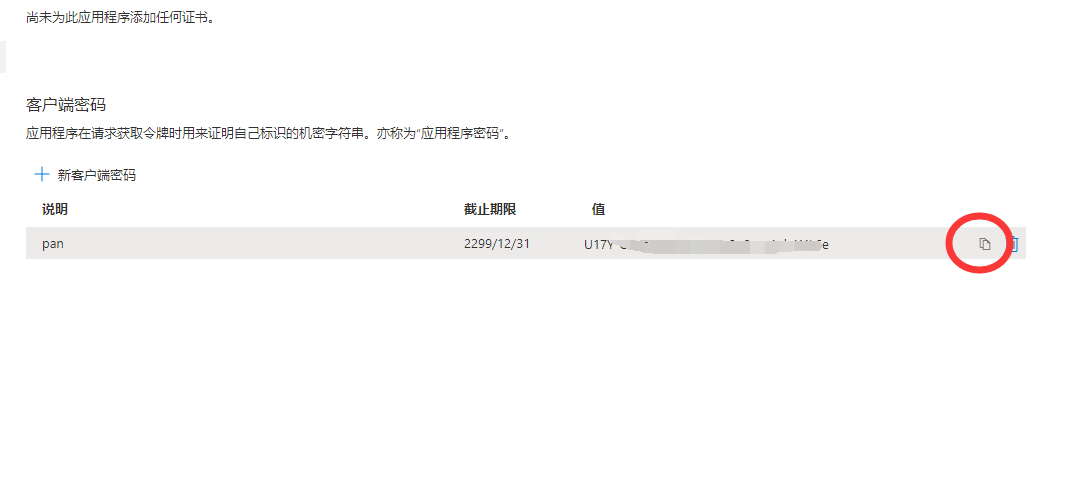 尚未为此应用程序添加任何证书。
客户端密码
应用程序在请求获取令牌时用来证明自己标识的机密字符串。亦称为“应用程序密码”。
新客户端密码
说明 截止期限 值
pan 2299/12/31